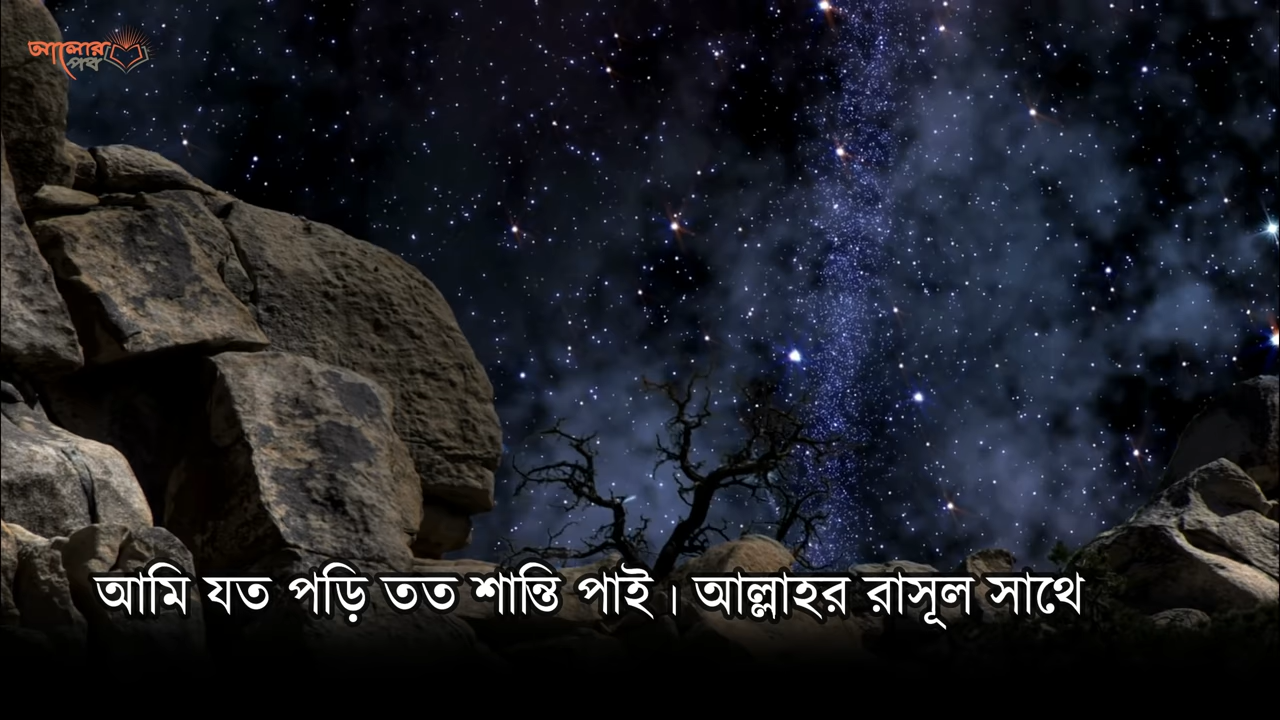 আলোর
পথ
আমি যত পড়ি তত শান্তি পাই। আল্লাহর রাসূল সাথে